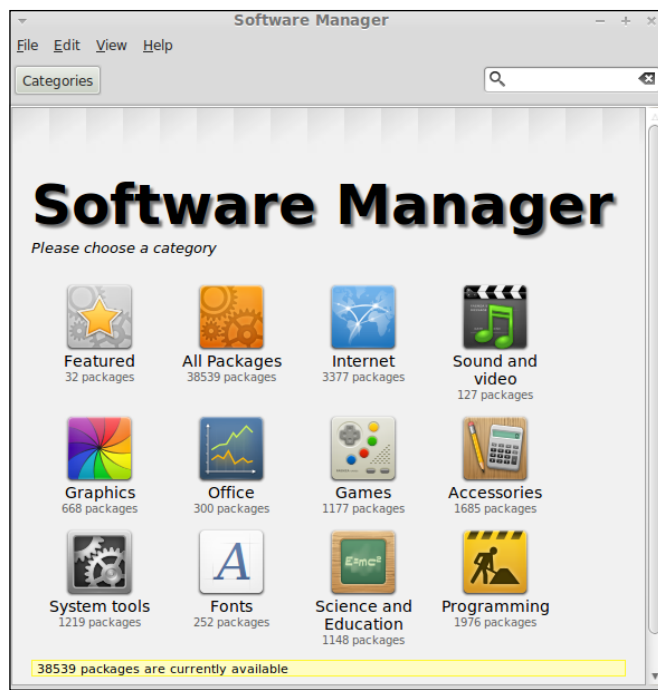 Software Manager
File Edit View Help
Categories
Software Manager
Please choose a category
Featured
32 packages
All Packages
38539 packages
Internet
3377 packages
Sound and
video
127 packages
Graphics
668 packages
Office
300 packages
Games
1177 packages
Accessories
1685 packages
System tools
1219 packages
A
Fonts
252 packages
E=mc²
Science and
Education
1148 packages
Programming
1976 packages
38539 packages are currently available